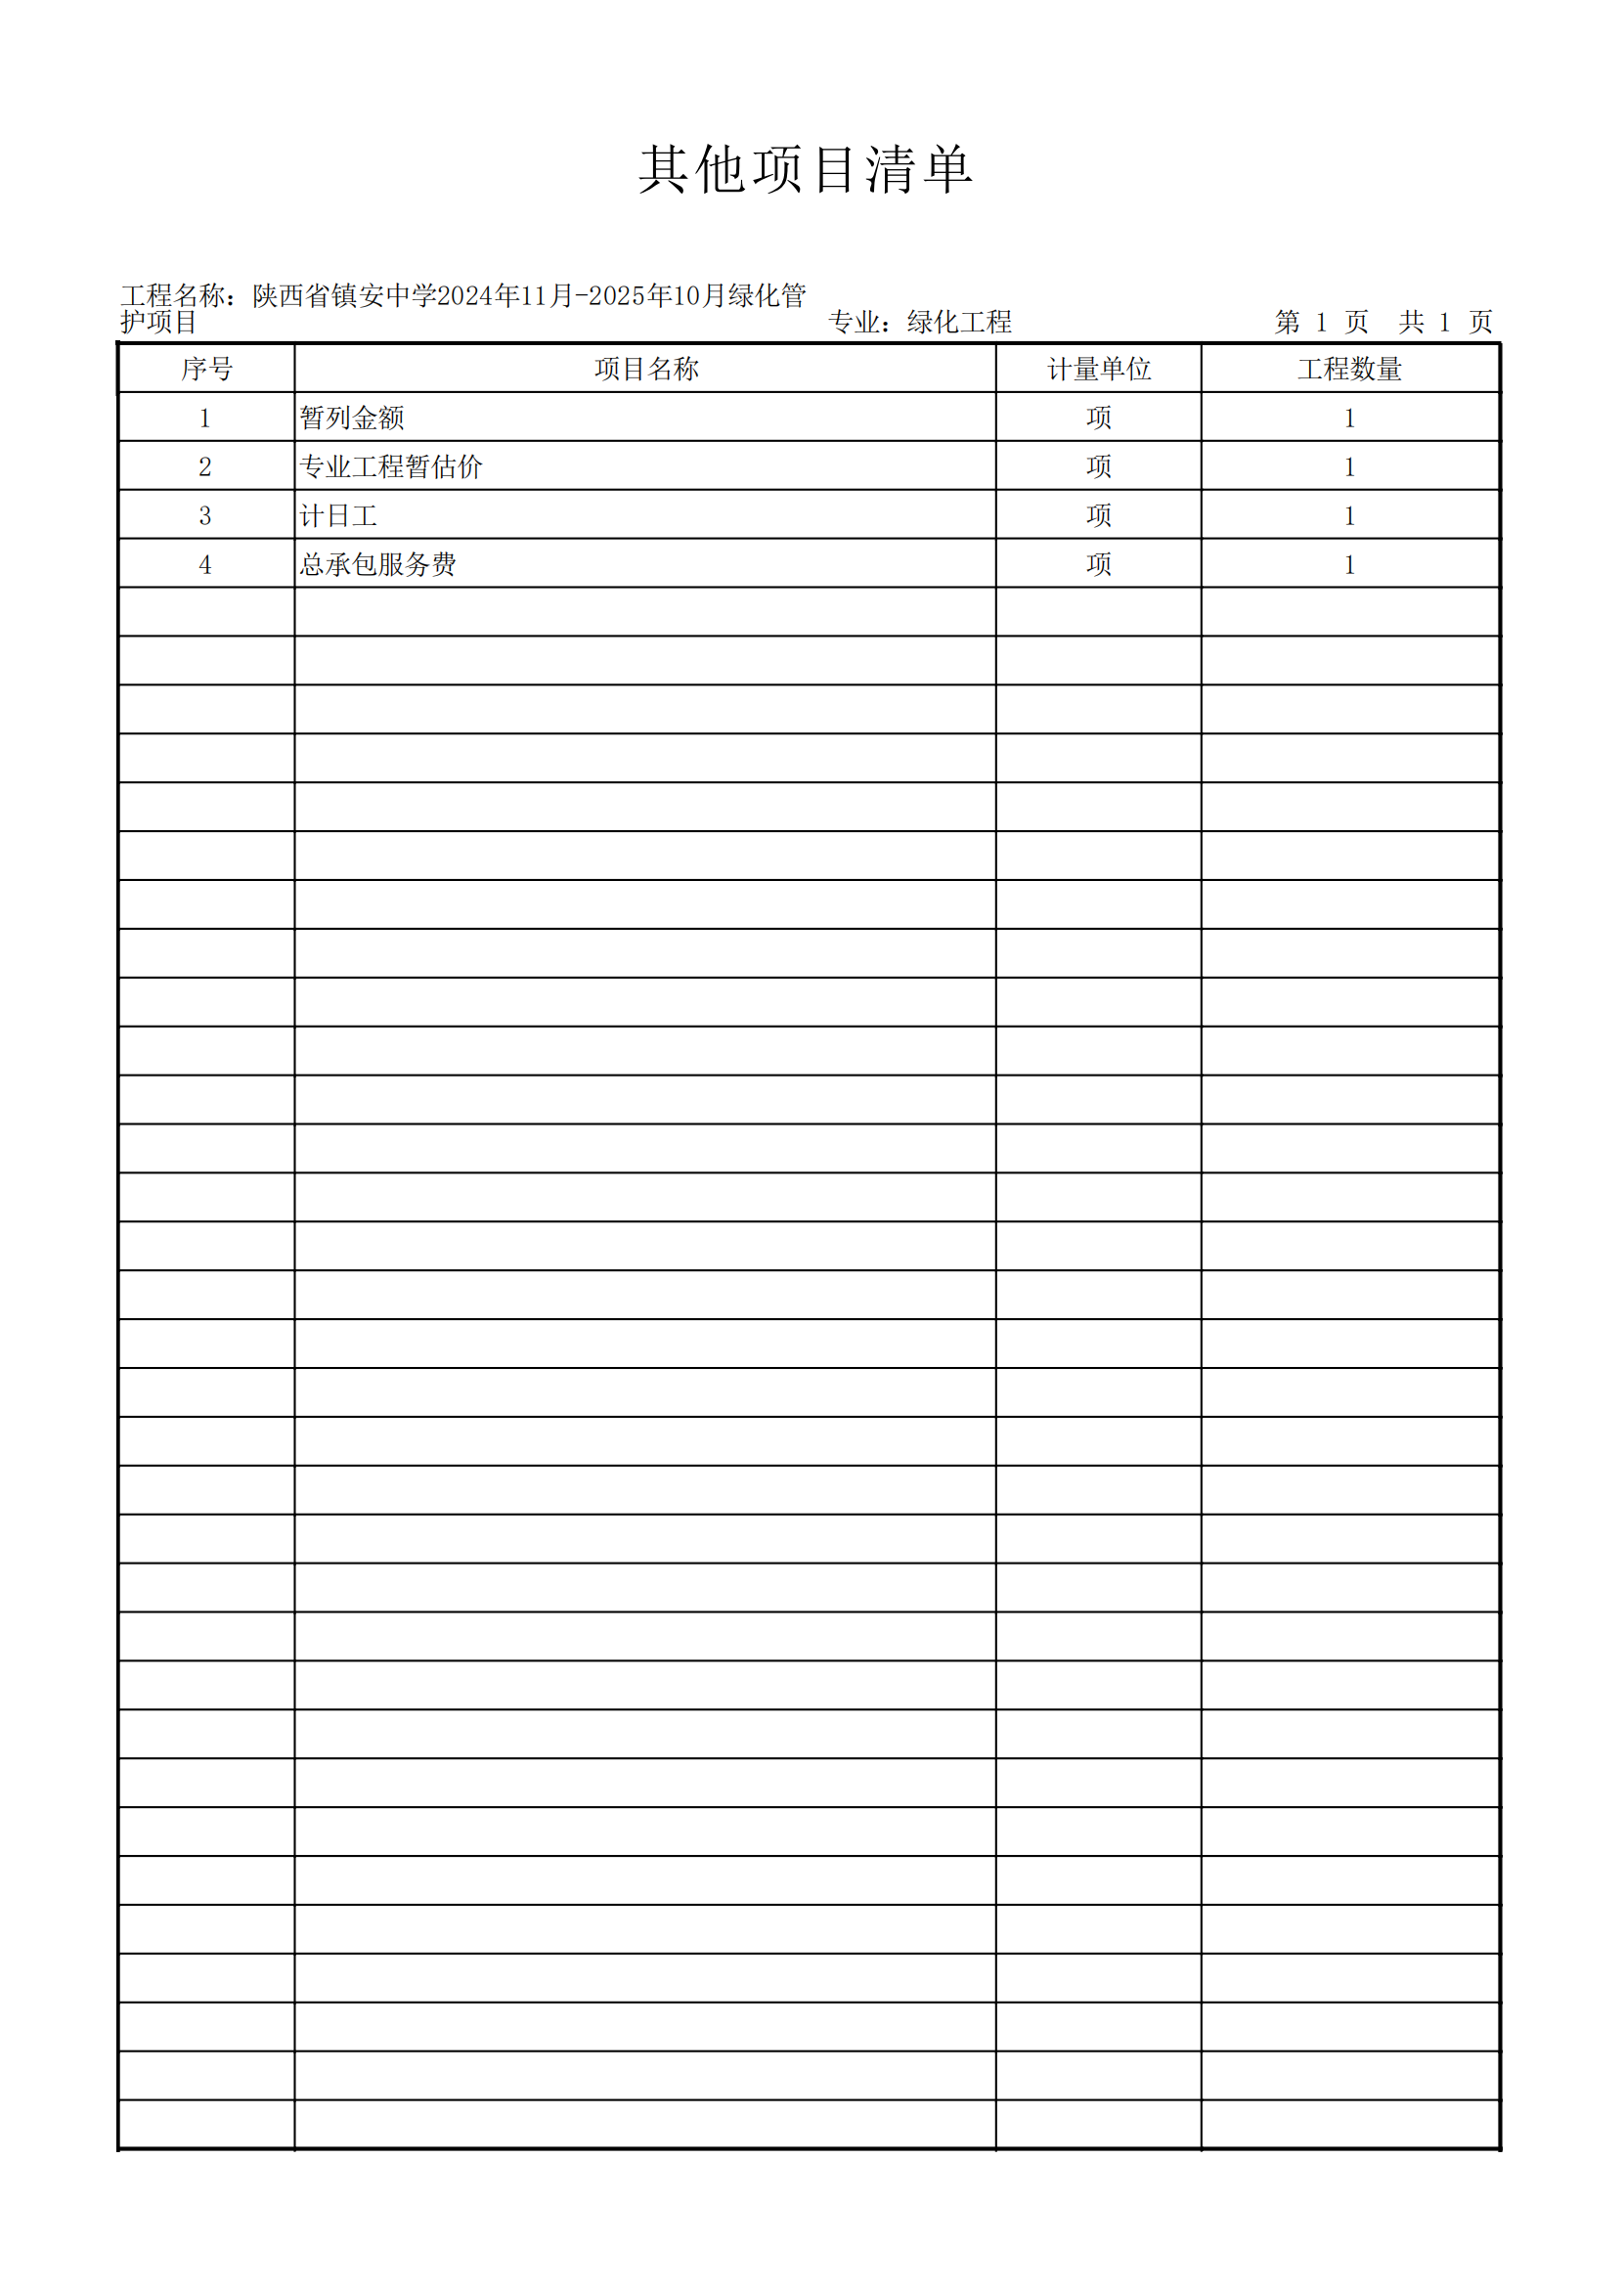 其他项目清单
工程名称：陕西省镇安中学2024年11月-2025年10月绿化管
护项目 专业：绿化工程 第 1 页 共 1 页
序号 项目名称 计量单位 工程数量
1 暂列金额 项 1
2 专业工程暂估价 项 1
3 计日工 项 1
4 总承包服务费 项 1